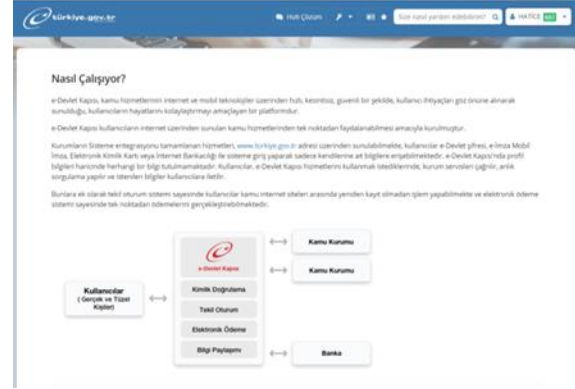 türkiye.gov.tr
Hızlı Çözüm
Size nasıl yardım edebilirim?
HATİCE
Nasıl Çalışıyor?
e-Devlet Kapısı, kamu hizmetlerinin internet ve mobil teknolojiler üzerinden hızlı, kesintisiz, güvenli bir şekilde, kullanıcı ihtiyaçları göz önüne alınarak
sunulduğu, kullanıcıların hayatlarını kolaylaştırmayı amaçlayan bir platformdur.
e-Devlet Kapısı kullanıcıların internet üzerinden sunulan kamu hizmetlerinden tek noktadan faydalanabilmesi amacıyla kurulmuştur.
Kurumların Sisteme entegrasyonu tamamlanan hizmetleri, www.türkiye.gov.tr adresi üzerinden sunulabilmekte, kullanıcılar e-Devlet şifresi, e-İmza Mobil
İmza, Elektronik Kimlik Kartı veya Internet Bankacılığı ile sisteme giriş yaparak sadece kendilerine ait bilgilere erişebilmektedir. e-Devlet Kapısı'nda profil
bilgileri haricinde herhangi bir bilgi tutulmamaktadır. Kullanıcılar, e-Devlet Kapısı hizmetlerini kullanmak istediklerinde, kurum servisleri çağrılır, anlık
sorgulama yapılır ve istenilen bilgiler kullanıcılara iletilir.
Bunlara ek olarak tekil oturum sistemi sayesinde kullanıcılar kamu internet siteleri arasında yeniden kayıt olmadan işlem yapabilmekte ve elektronik ödeme
sistemi sayesinde tek noktadan ödemelerini gerçekleştirebilmektedir.
e-Devlet Kapısı
Kimlik Doğrulama
Tekil Oturum
Elektronik Ödeme
Bilgi Paylaşımı
Kullanıcılar
( Gerçek ve Tüzel
Kişiler)
Kamu Kurumu
Kamu Kurumu
Banka